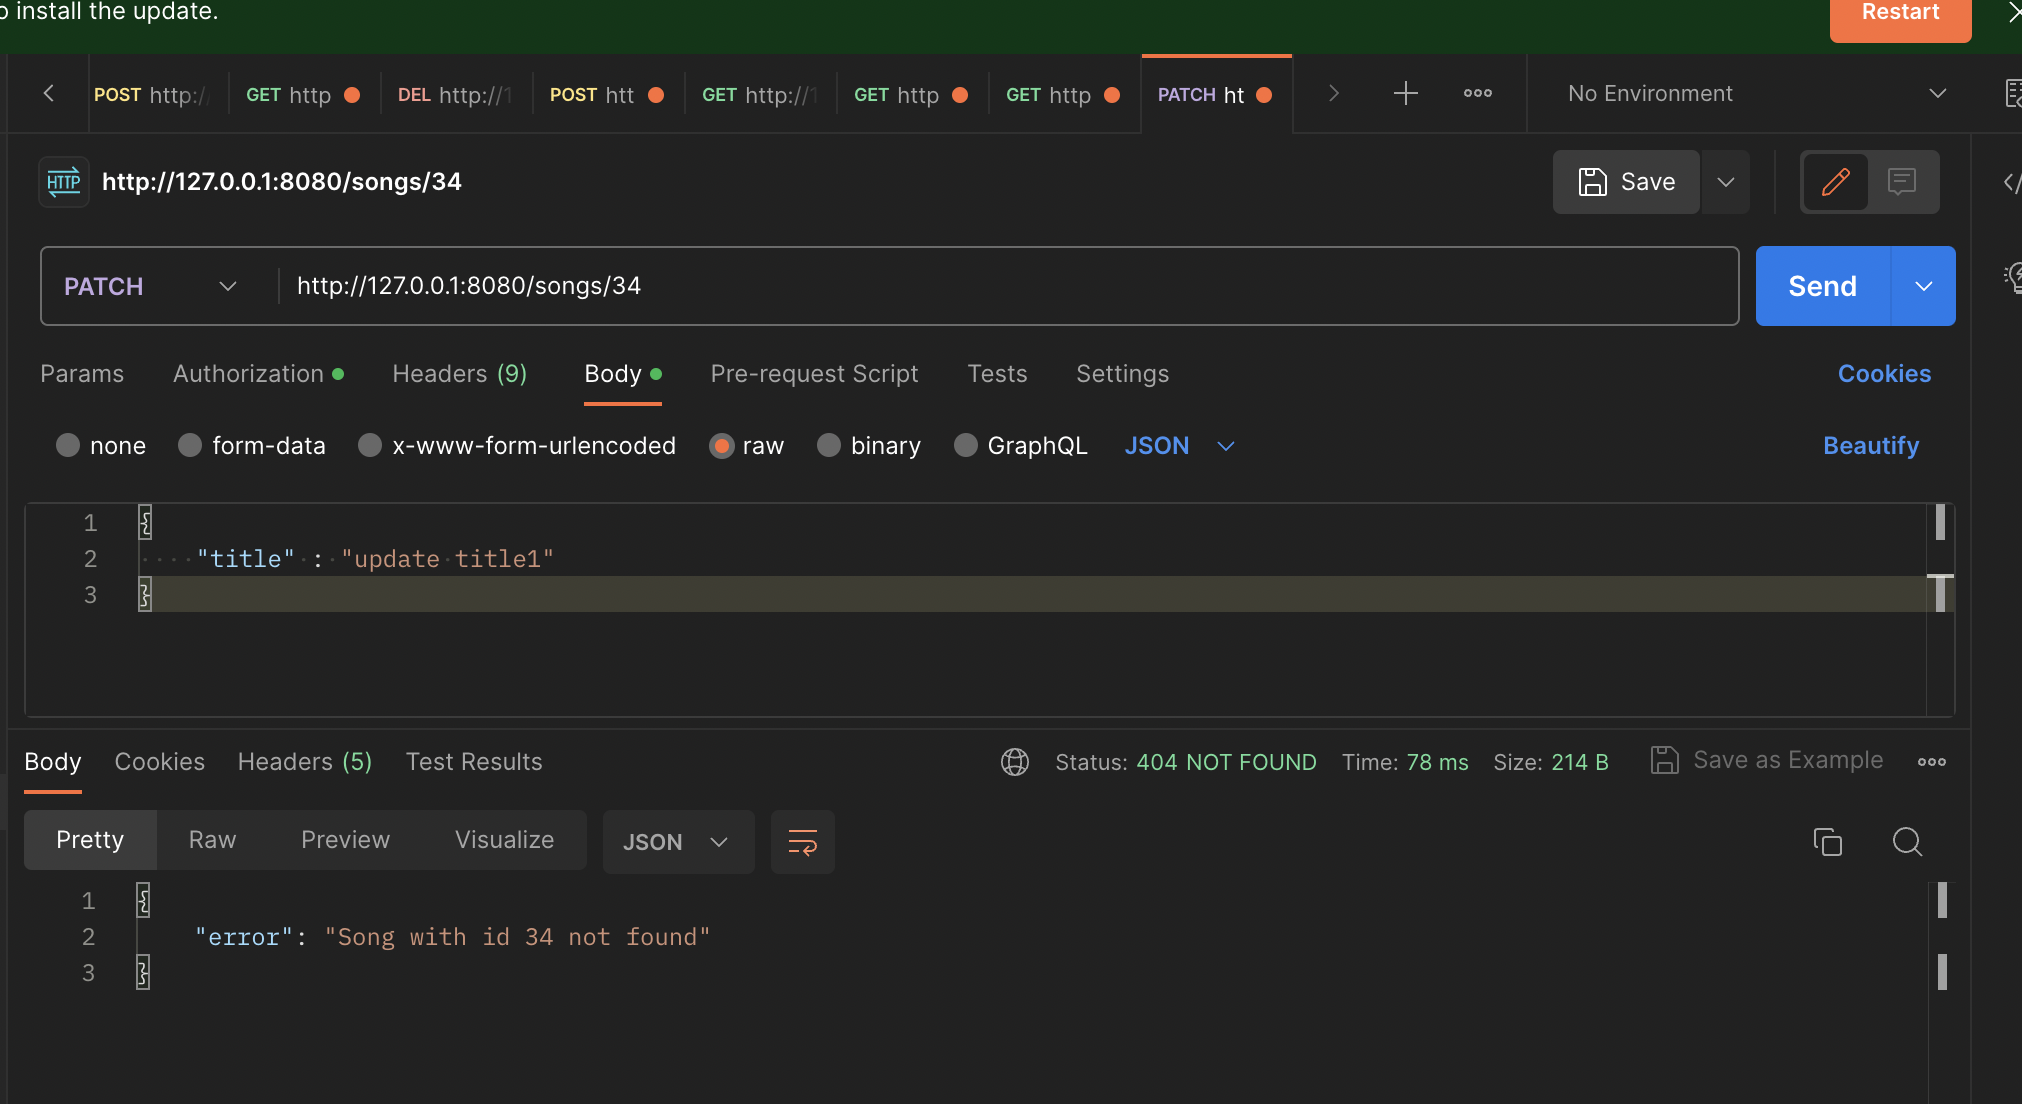 o install the update.
Restart
POST http:/
GET http
DEL http://1
POST htt
GET http://1
GET http
GET http
PATCH ht
No Environment
HTTP
http://127.0.0.1:8080/songs/34
Save
PATCH
http://127.0.0.1:8080/songs/34
Send
Params
Authorization
Headers (9)
Body
Pre-request Script
Tests
Settings
Cookies
none
form-data
x-www-form-urlencoded
raw
binary
GraphQL
JSON
Beautify
1 {
2 "title" : "update title1"
3 }
Body
Cookies
Headers (5)
Test Results
Status: 404 NOT FOUND
Time: 78 ms
Size: 214 B
Save as Example
Pretty
Raw
Preview
Visualize
JSON
1 {
2 "error": "Song with id 34 not found"
3 }